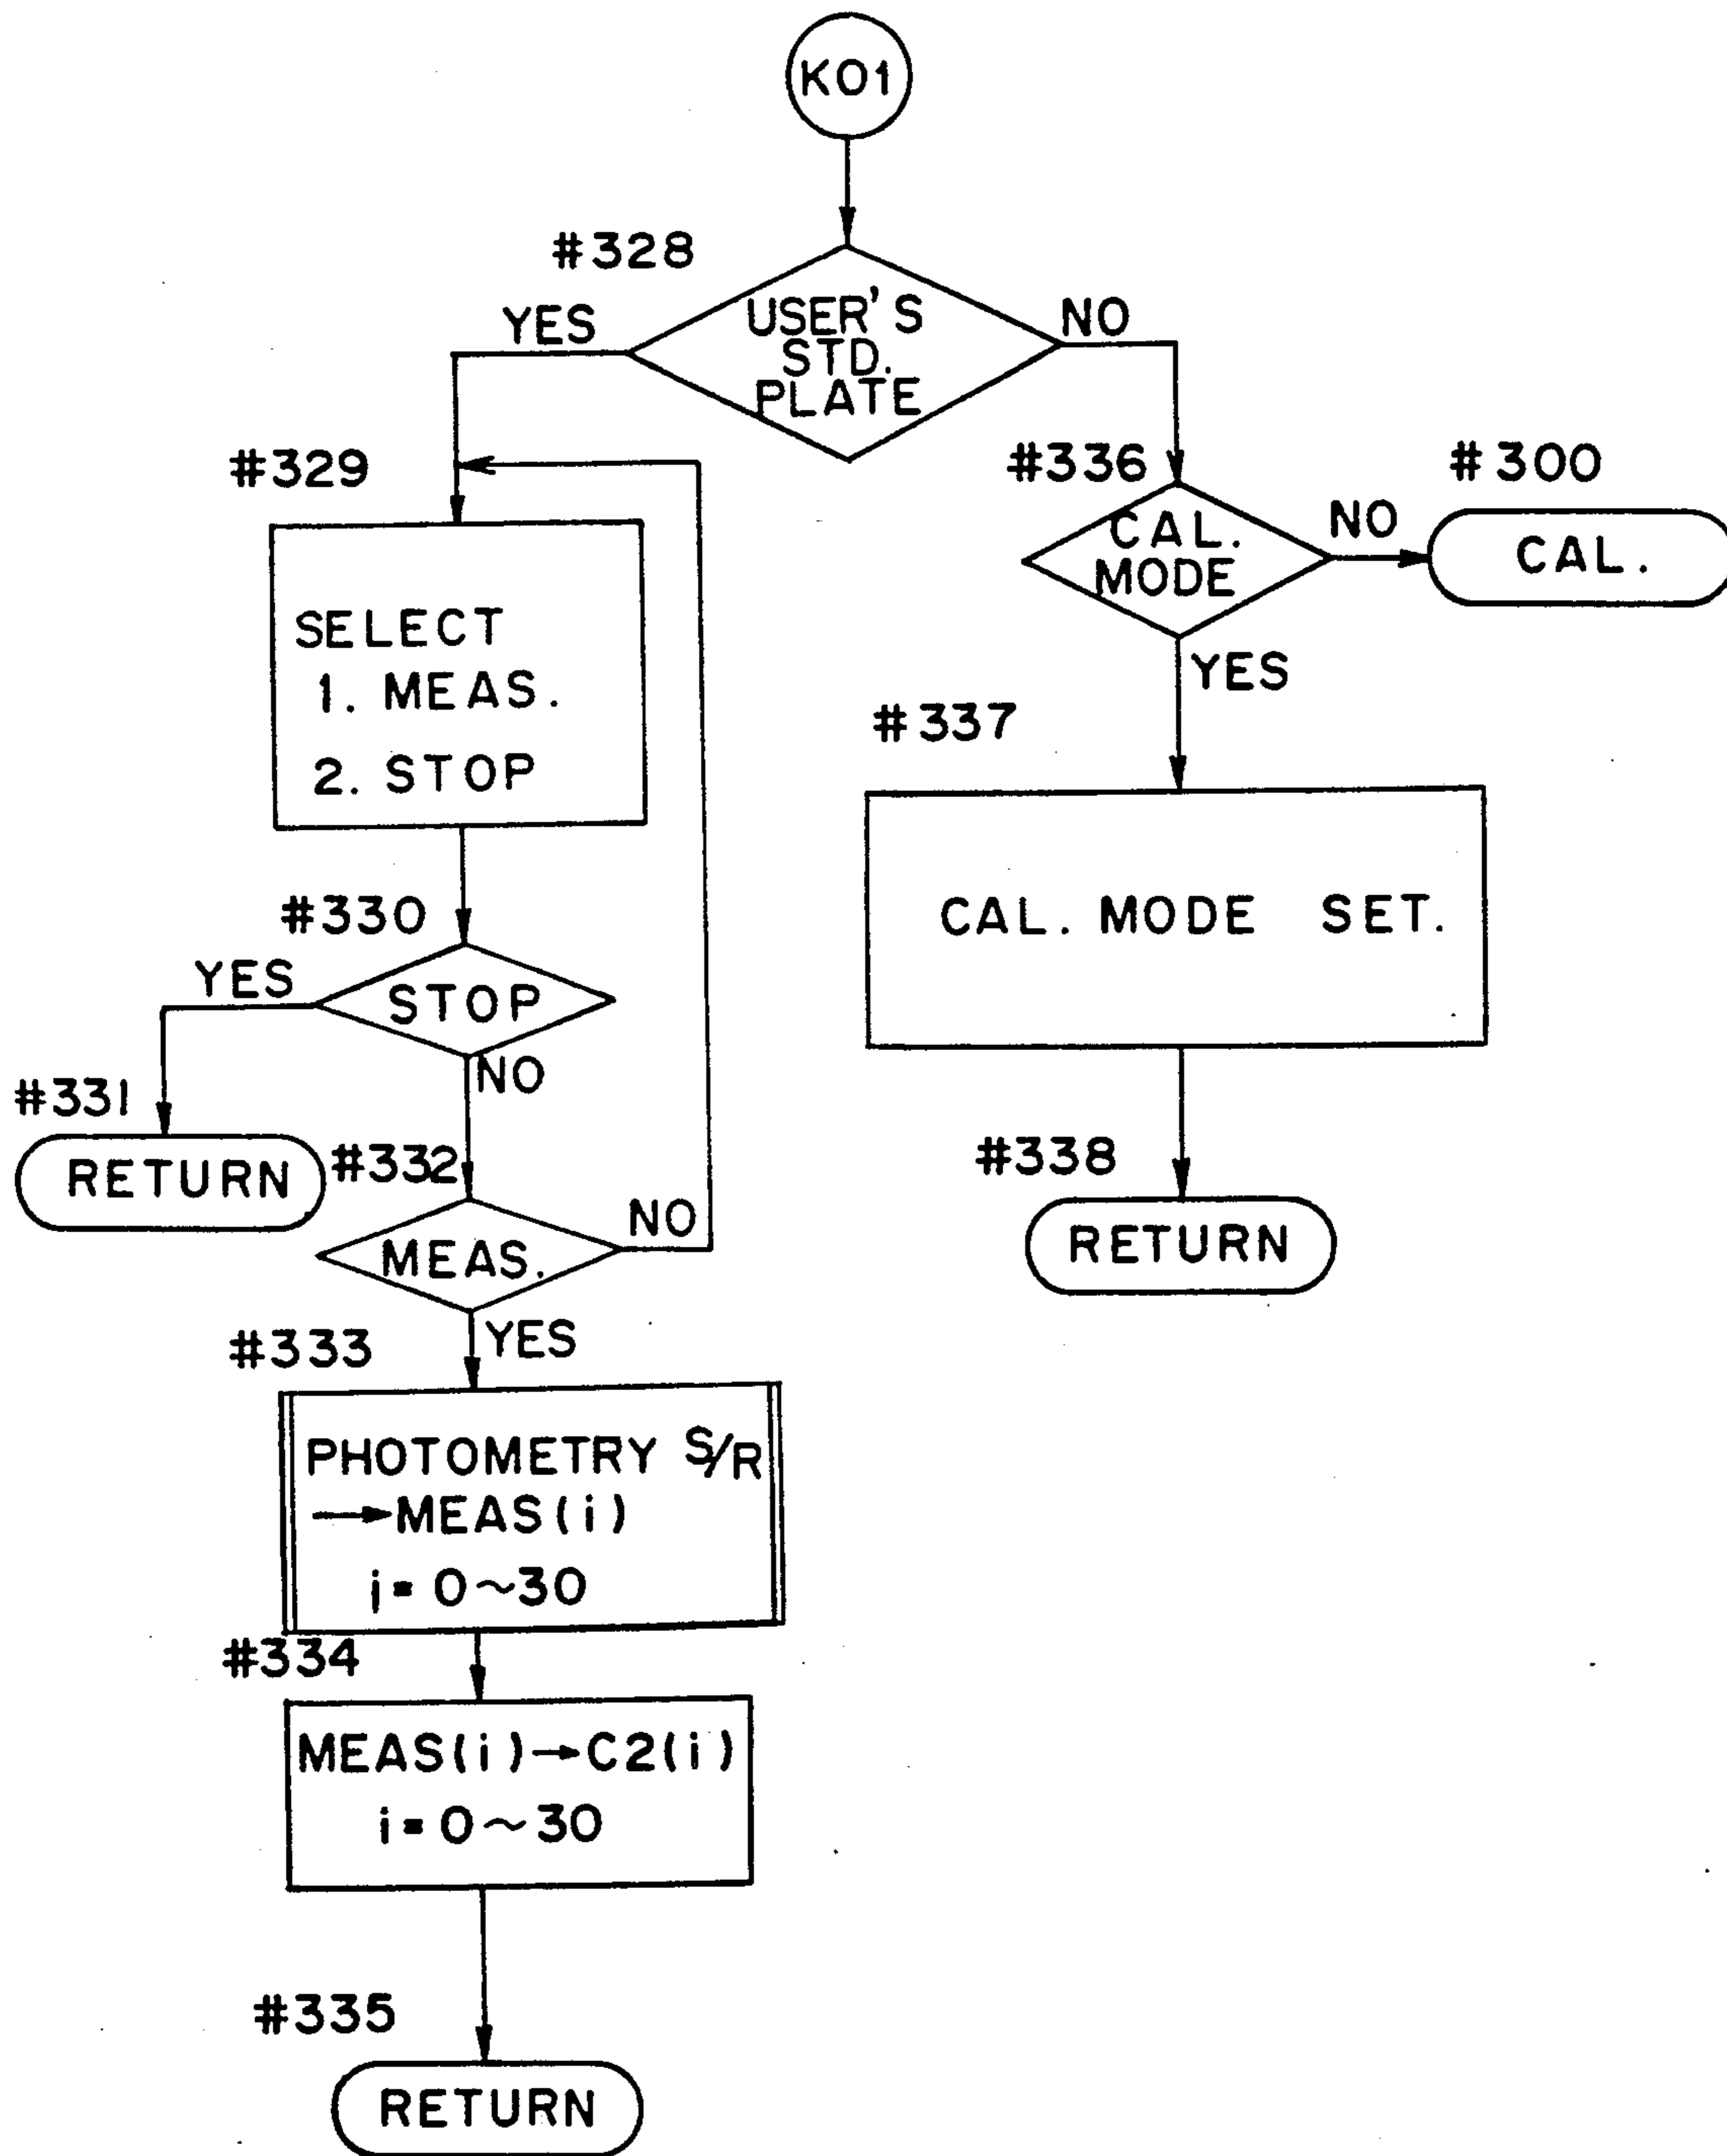 K01
#328
YES
USER'S
STD.
PLATE
NO
#329
#336
#300
CAL.
MODE
NO
CAL.
SELECT
1. MEAS.
2. STOP
YES
#337
CAL. MODE SET.
#330
YES
STOP
NO
#331
RETURN
#332
#338
RETURN
MEAS.
NO
YES
#333
PHOTOMETRY S/R
→MEAS(i)
i=0~30
#334
MEAS(i)→C2(i)
i=0~30
#335
RETURN